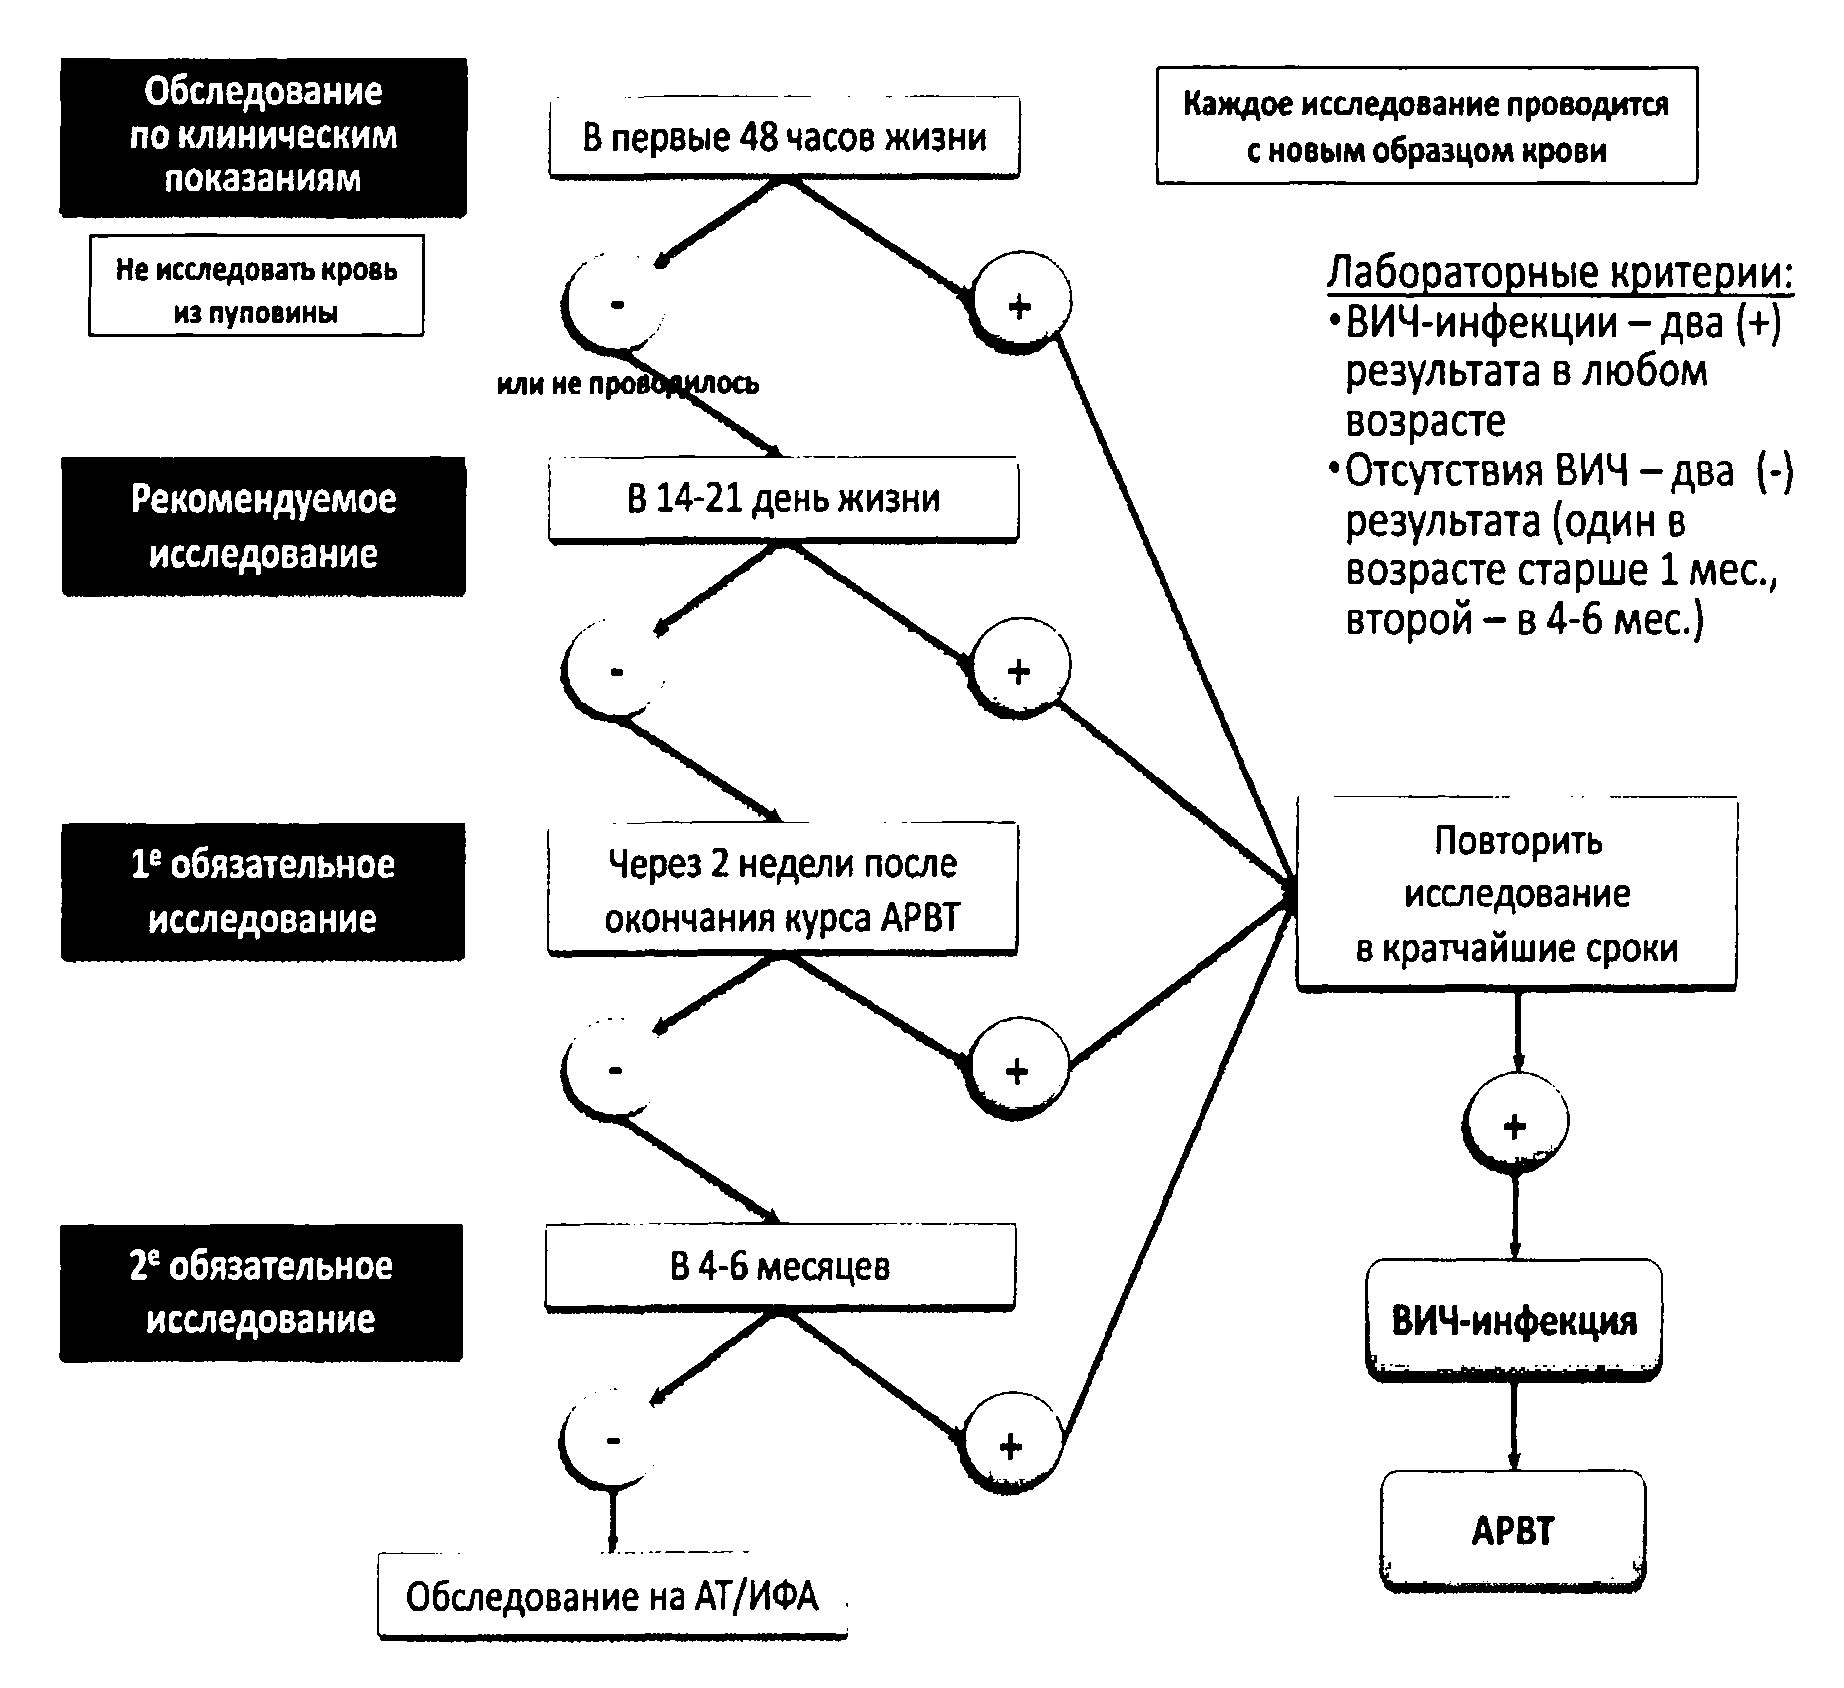 Обследование
по клиническим
показаниям
В первые 48 часов жизни
Каждое исследование проводится
с новым образцом крови
Не исследовать кровь
из пуповины
-
+
или не проводилось
Лабораторные критерии:
•ВИЧ-инфекции – два (+)
результата в любом
возрасте
•Отсутствия ВИЧ – два (-)
результата (один в
возрасте старше 1 мес.,
второй – в 4-6 мес.)
Рекомендуемое
исследование
В 14-21 день жизни
-
+
1е обязательное
исследование
Через 2 недели после
окончания курса АРВТ
-
+
Повторить
исследование
в кратчайшие сроки
+
2е обязательное
исследование
В 4-6 месяцев
-
+
ВИЧ-инфекция
АРВТ
Обследование на АТ/ИФА